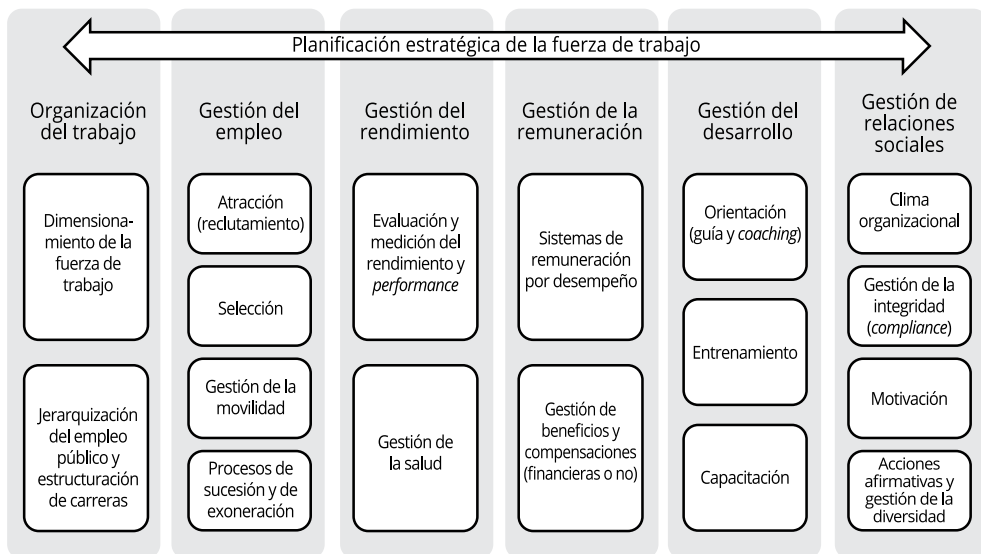 Planificación estratégica de la fuerza de trabajo
Organización
del trabajo
Dimensiona-
miento de la
fuerza de
trabajo
Jerarquización
del empleo
público y
estructuración
de carreras
Gestión del
empleo
Atracción
(reclutamiento)
Selección
Gestión de la
movilidad
Procesos de
sucesión y de
exoneración
Gestión del
rendimiento
Evaluación y
medición del
rendimiento y
performance
Gestión de
la salud
Gestión de la
remuneración
Sistemas de
remuneración
por desempeño
Gestión de
beneficios y
compensaciones
(financieras o no)
Gestión del
desarrollo
Orientación
(guía y coaching)
Entrenamiento
Capacitación
Gestión de
relaciones
sociales
Clima
organizacional
Gestión de la
integridad
(compliance)
Motivación
Acciones
afirmativas y
gestión de la
diversidad